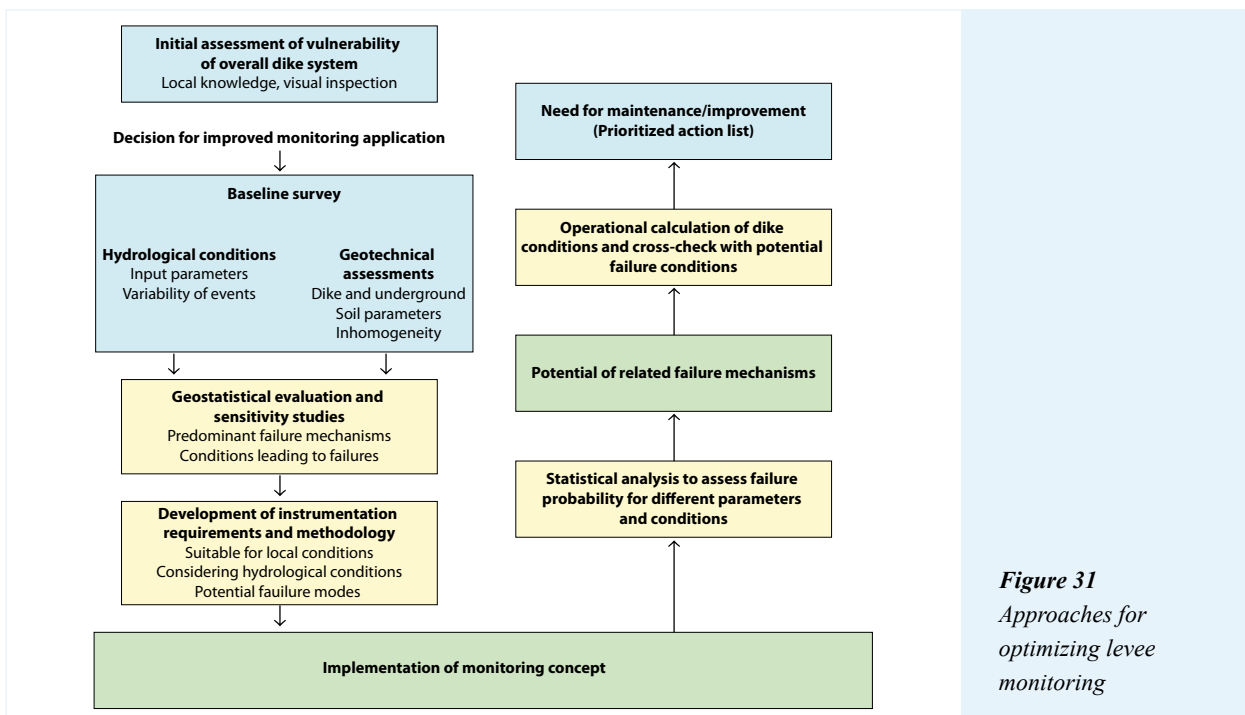 Initial assessment of vulnerability
of overall dike system
Local knowledge, visual inspection
Decision for improved monitoring application
Baseline survey
Hydrological conditions
Input parameters
Variability of events
Geotechnical
assessments
Dike and underground
Soil parameters
Inhomogeneity
Geostatistical evaluation and
sensitivity studies
Predominant failure mechanisms
Conditions leading to failures
Development of instrumentation
requirements and methodology
Suitable for local conditions
Considering hydrological conditions
Potential fauilure modes
Implementation of monitoring concept
Statistical analysis to assess failure
probability for different parameters
and conditions
Potential of related failure mechanisms
Operational calculation of dike
conditions and cross-check with potential
failure conditions
Need for maintenance/improvement
(Prioritized action list)
Figure 31
Approaches for
optimizing levee
monitoring